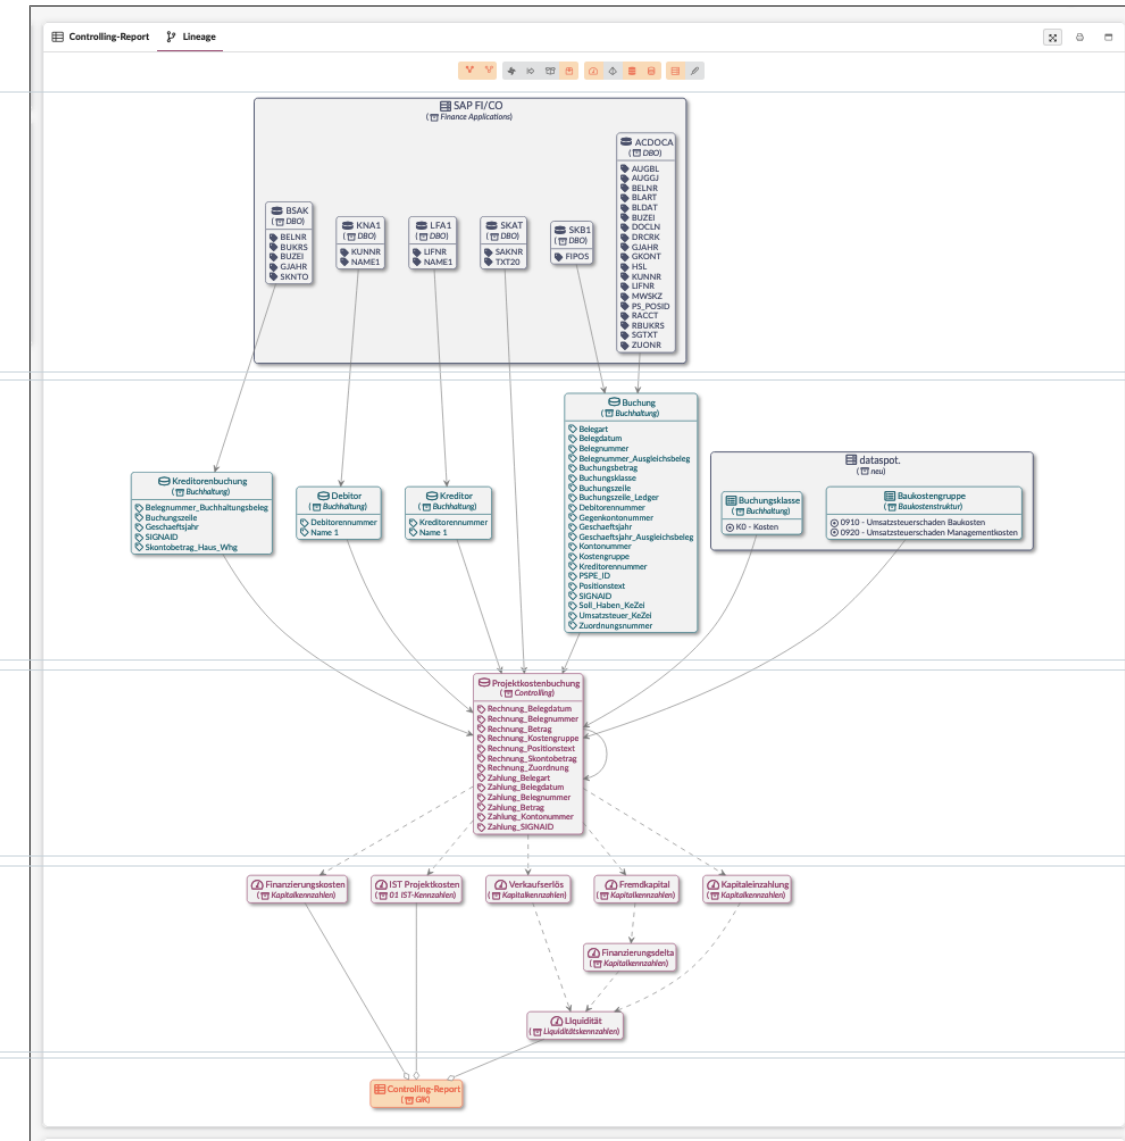 Controlling-Report
Lineage
SAP FI/CO
( Finance Applications)
ACDOCA
( DBO)
AUGBL
AUGGJ
BELNR
BLART
BLDAT
BUZEI
DOCLN
DRCRK
GJAHR
GKONT
HSL
KUNNR
LIFNR
MWSKZ
PS_POSID
RACCT
RBUKRS
SGTXT
ZUONR
BSAK
( DBO)
BELNR
BUKRS
BUZEI
GJAHR
SKNTO
KNA1
( DBO)
KUNNR
NAME1
LFA1
( DBO)
LIFNR
NAME1
SKAT
( DBO)
SAKNR
TXT20
SKB1
( DBO)
FIPOS
Buchung
( Buchhaltung)
Belegart
Belegdatum
Belegnummer
Belegnummer_Ausgleichsbeleg
Buchungsbetrag
Buchungsklasse
Buchungszeile
Buchungszeile_Ledger
Debitorennummer
Gegenkontonummer
Geschaeftsjahr
Geschaeftsjahr_Ausgleichsbeleg
Kontonummer
Kostengruppe
Kreditorennummer
PSPE_ID
Positionstext
SIGNAID
Soll_Haben_KeZei
Umsatzsteuer_KeZei
Zuordnungsnummer
Kreditorenbuchung
( Buchhaltung)
Belegnummer_Buchhaltungsbeleg
Buchungszeile
Geschaeftsjahr
SIGNAID
Skontobetrag_Haus_Whg
Debitor
( Buchhaltung)
Debitorennummer
Name 1
Kreditor
( Buchhaltung)
Kreditorennummer
Name 1
dataspot.
( neu)
Buchungsklasse
( Buchhaltung)
K0 - Kosten
Baukostengruppe
( Baukostenstruktur)
0910 - Umsatzsteuerschaden Baukosten
0920 - Umsatzsteuerschaden Managementkosten
Projektkostenbuchung
( Controlling)
Rechnung_Belegdatum
Rechnung_Belegnummer
Rechnung_Betrag
Rechnung_Kostengruppe
Rechnung_Positionstext
Rechnung_Skontobetrag
Rechnung_Zuordnung
Zahlung_Belegart
Zahlung_Belegdatum
Zahlung_Belegnummer
Zahlung_Betrag
Zahlung_Kontonummer
Zahlung_SIGNAID
Finanzierungskosten
( Kapitalkennzahlen)
IST Projektkosten
( 01 IST-Kennzahlen)
Verkaufserlös
( Kapitalkennzahlen)
Fremdkapital
( Kapitalkennzahlen)
Kapitaleinzahlung
( Kapitalkennzahlen)
Finanzierungsdelta
( Kapitalkennzahlen)
Liquidität
( Liquiditätskennzahlen)
Controlling-Report
( GIK)